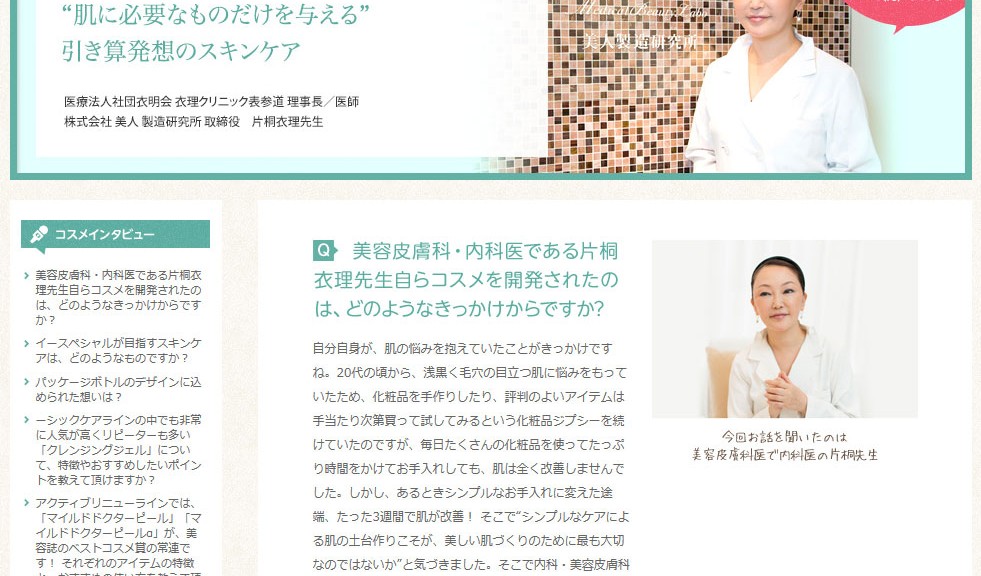 “肌に必要なものだけを与える”
引き算発想のスキンケア
医療法人社団衣明会 衣理クリニック表参道 理事長／医師
株式会社 美人 製造研究所 取締役　片桐衣理先生
Medicate Beauty Labo
美人製造研究所
コスメインタビュー
美容皮膚科・内科医である片桐衣
理先生自らコスメを開発されたの
は、どのようなきっかけからです
か？
イースペシャルが目指すスキンケ
アは、どのようなものですか？
パッケージボトルのデザインに込
められた想いは？
ーシックケアラインの中でも非常
に人気が高くリピーターも多い
「クレンジングジェル」につい
て、特徴やおすすめしたいポイン
トを教えて頂けますか？
アクティブリニューラインでは、
「マイルドドクターピール」「マ
イルドドクターピールα」が、美
容誌のベストコスメ賞の常連で
す！ それぞれのアイテムの特徴
Q 美容皮膚科・内科医である片桐
衣理先生自らコスメを開発されたの
は、どのようなきっかけからですか?
自分自身が、肌の悩みを抱えていたことがきっかけです
ね。20代の頃から、浅黒く毛穴の目立つ肌に悩みをもって
いたため、化粧品を手作りしたり、評判のよいアイテムは
手当たり次第買って試してみるという化粧品ジプシーを続
けていたのですが、毎日たくさんの化粧品を使ってたっぷ
り時間をかけてお手入れしても、肌は全く改善しませんで
した。しかし、あるときシンプルなお手入れに変えた途
端、たった3週間で肌が改善！ そこで“シンプルなケアによ
る肌の土台作りこそが、美しい肌づくりのために最も大切
なのではないか”と気づきました。そこで内科・美容皮膚科
今回お話を聞いたのは
美容皮膚科医で内科医の片桐先生